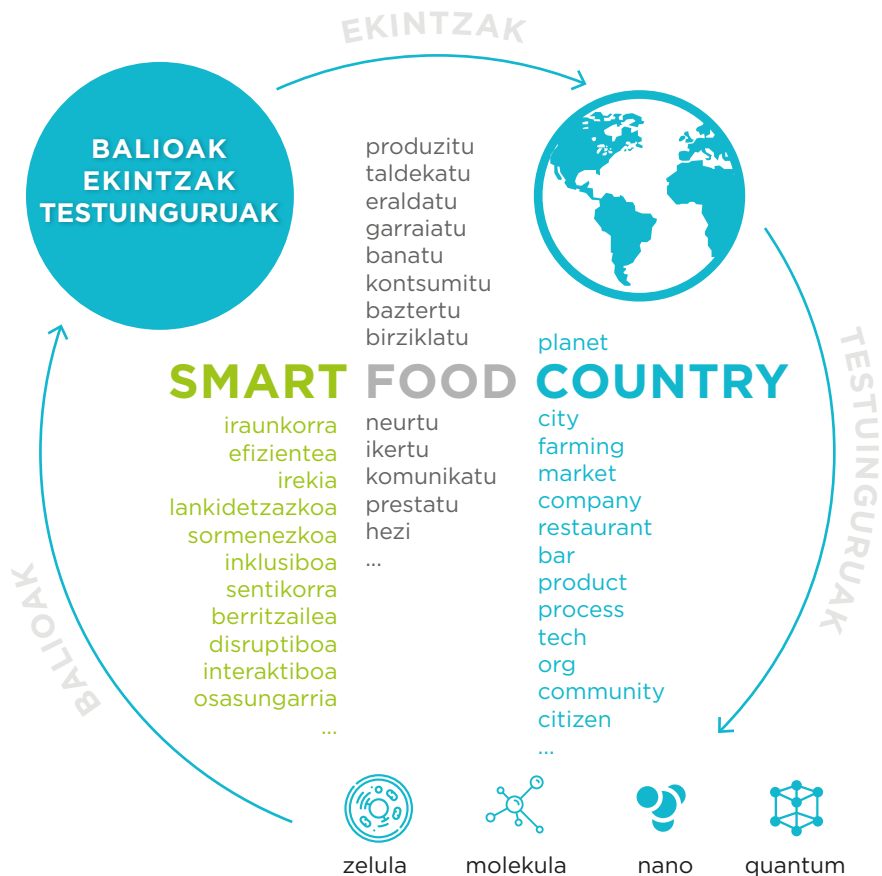 EKINTZAK
BALIOAK
EKINTZAK
TESTUINGURUAK
produzitu
taldekatu
eraldatu
garraiatu
banatu
kontsumitu
baztertu
birziklatu
planet
SMART FOOD COUNTRY
iraunkorra
efizientea
irekia
lankidetzazkoa
sormenezkoa
inklusiboa
sentikorra
berritzailea
disruptiboa
interaktiboa
osasungarria
...
neurtu
ikertu
komunikatu
prestatu
hezi
...
city
farming
market
company
restaurant
bar
product
process
tech
org
community
citizen
...
TESTUINGURUAK
BALIOAK
zelula molekula nano quantum